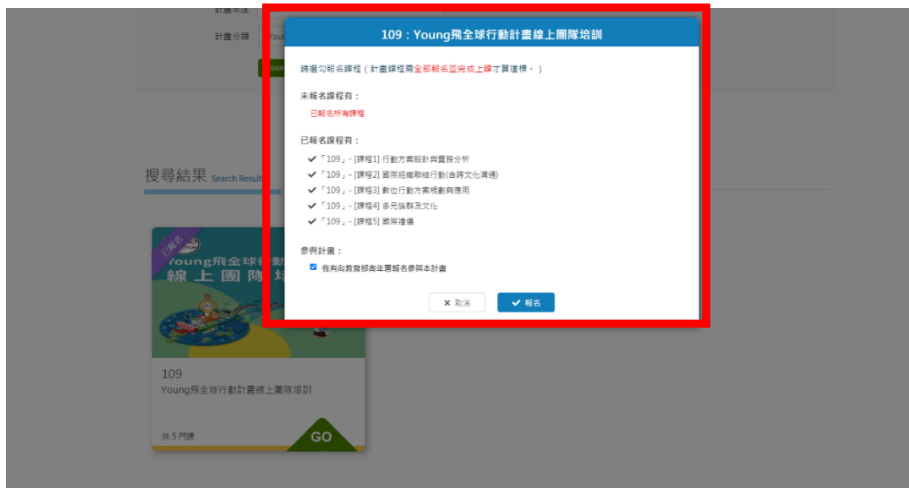 計畫年度
計畫分類 You
109：Young飛全球行動計畫線上團隊培訓
請選勾報名課程（計畫課程需全部報名並完成上課才算達標。）
未報名課程有：
已報名所有課程
已報名課程有：
「109」- [課程1] 行動方案設計與實務分析
「109」- [課程2] 國際組織聯結行動(含跨文化溝通)
「109」- [課程3] 數位行動方案規劃與應用
「109」- [課程4] 多元族群及文化
「109」- [課程5] 國際禮儀
參與計畫：
我有向教育部青年署報名參與本計畫
取消
報名
搜尋結果 Search Result
已報名
Young飛全球行動
線上團隊培
109
Young飛全球行動計畫線上團隊培訓
共 5 門課
GO